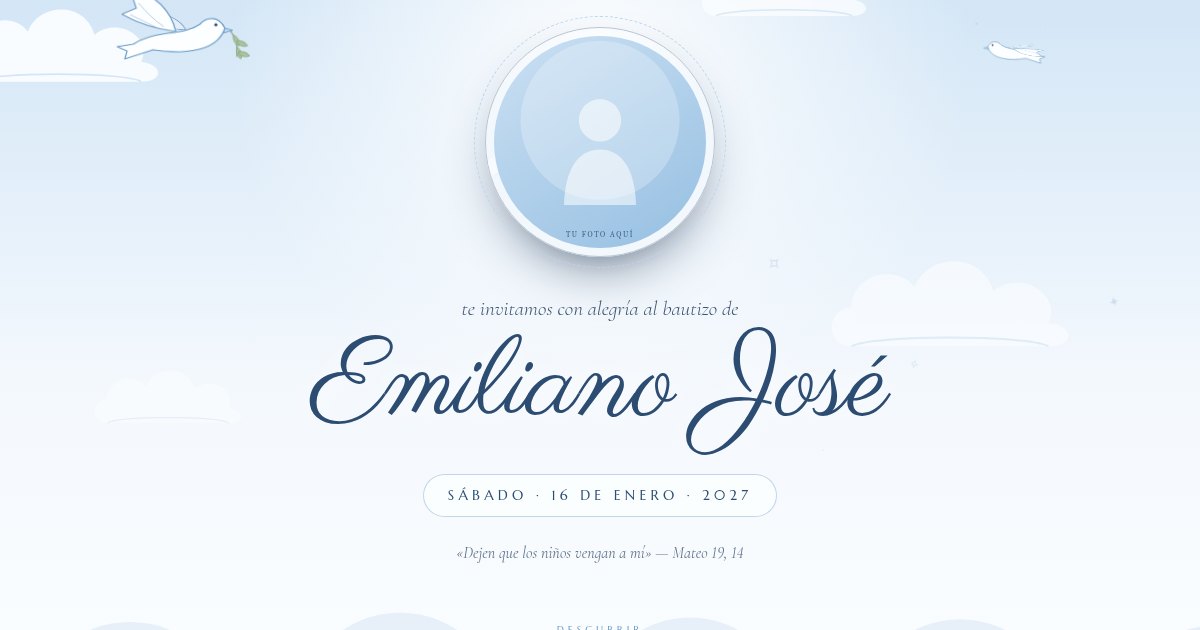 TU FOTO AQUÍ
te invitamos con alegría al bautizo de
Emiliano José
SÁBADO · 16 DE ENERO · 2027
«Dejen que los niños vengan a mí» — Mateo 19, 14
DESCUBRIR